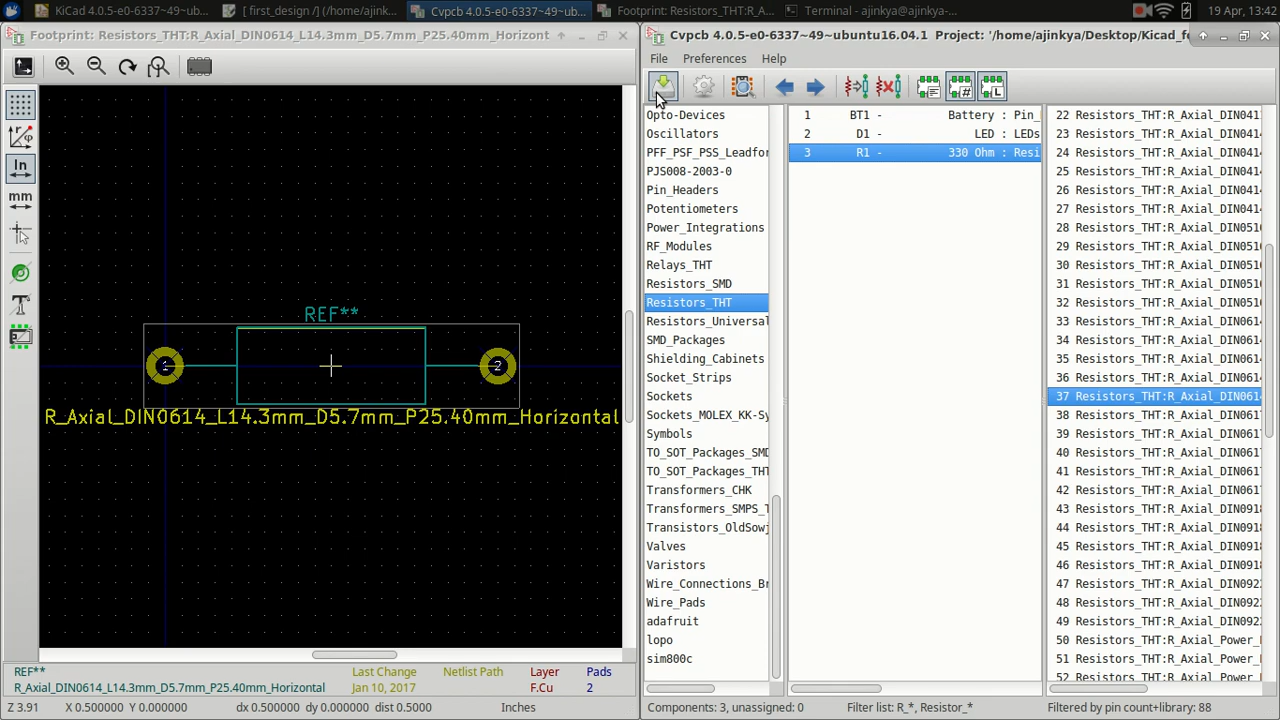 KiCad 4.0.5-e0-6337~49~ub...
[ first_design /] (/home/ajink...
Cvpcb 4.0.5-e0-6337~49~ub...
Footprint: Resistors_THT:R_A...
Terminal - ajinkya@ajinkya-...
19 Apr, 13:42
Footprint: Resistors_THT:R_Axial_DIN0614_L14.3mm_D5.7mm_P25.40mm_Horizont
Cvpcb 4.0.5-e0-6337~49~ubuntu16.04.1 Project: '/home/ajinkya/Desktop/Kicad_fe
File Preferences Help
In
mm
REF**
1
2
R_Axial_DIN0614_L14.3mm_D5.7mm_P25.40mm_Horizontal
Opto-Devices
Oscillators
PFF_PSF_PSS_Leadfor
PJS008-2003-0
Pin_Headers
Potentiometers
Power_Integrations
RF_Modules
Relays_THT
Resistors_SMD
Resistors_THT
Resistors_Universal
SMD_Packages
Shielding_Cabinets
Socket_Strips
Sockets
Sockets_MOLEX_KK-Sy
Symbols
TO_SOT_Packages_SMD
TO_SOT_Packages_THT
Transformers_CHK
Transformers_SMPS_T
Transistors_OldSowj
Valves
Varistors
Wire_Connections_Br
Wire_Pads
adafruit
lopo
sim800c
1 BT1 - Battery : Pin_
2 D1 - LED : LEDs
3 R1 - 330 Ohm : Resi
22 Resistors_THT:R_Axial_DIN041
23 Resistors_THT:R_Axial_DIN041
24 Resistors_THT:R_Axial_DIN041
25 Resistors_THT:R_Axial_DIN041
26 Resistors_THT:R_Axial_DIN041
27 Resistors_THT:R_Axial_DIN041
28 Resistors_THT:R_Axial_DIN051
29 Resistors_THT:R_Axial_DIN051
30 Resistors_THT:R_Axial_DIN051
31 Resistors_THT:R_Axial_DIN051
32 Resistors_THT:R_Axial_DIN051
33 Resistors_THT:R_Axial_DIN061
34 Resistors_THT:R_Axial_DIN061
35 Resistors_THT:R_Axial_DIN061
36 Resistors_THT:R_Axial_DIN061
37 Resistors_THT:R_Axial_DIN061
38 Resistors_THT:R_Axial_DIN061
39 Resistors_THT:R_Axial_DIN061
40 Resistors_THT:R_Axial_DIN061
41 Resistors_THT:R_Axial_DIN061
42 Resistors_THT:R_Axial_DIN061
43 Resistors_THT:R_Axial_DIN091
44 Resistors_THT:R_Axial_DIN091
45 Resistors_THT:R_Axial_DIN091
46 Resistors_THT:R_Axial_DIN091
47 Resistors_THT:R_Axial_DIN092
48 Resistors_THT:R_Axial_DIN092
49 Resistors_THT:R_Axial_DIN092
50 Resistors_THT:R_Axial_Power_
51 Resistors_THT:R_Axial_Power_
52 Resistors_THT:R_Axial_Power_
REF** Last Change Netlist Path Layer Pads
R_Axial_DIN0614_L14.3mm_D5.7mm_P25.40mm_Horizontal Jan 10, 2017 F.Cu 2
Z 3.91 X 0.500000 Y 0.000000 dx 0.500000 dy 0.000000 dist 0.5000 Inches
Components: 3, unassigned: 0 Filter list: R_*, Resistor_* Filtered by pin count+library: 88